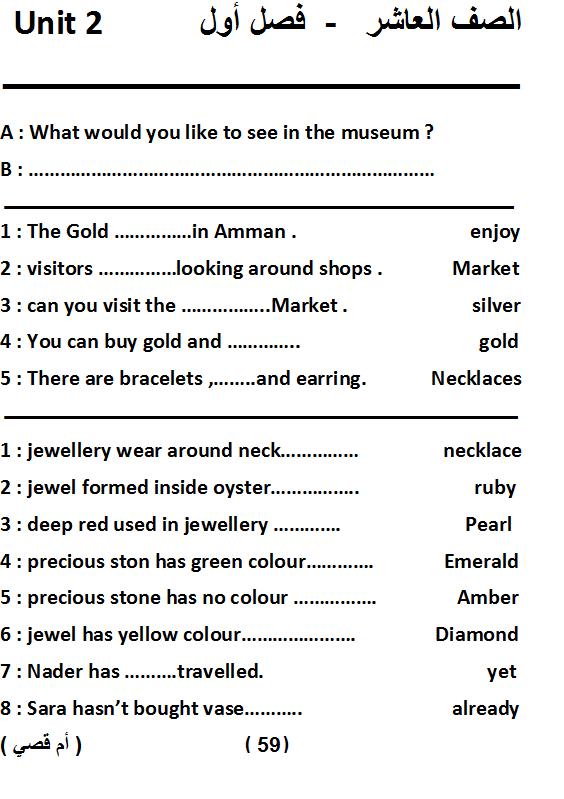 Unit 2 الصف العاشر - فصل أول
A : What would you like to see in the museum ?
B : ...........................................................................
1 : The Gold ...............in Amman . enjoy
2 : visitors ...............looking around shops . Market
3 : can you visit the .................Market . silver
4 : You can buy gold and .............. gold
5 : There are bracelets ,........and earring. Necklaces
1 : jewellery wear around neck............... necklace
2 : jewel formed inside oyster................. ruby
3 : deep red used in jewellery ............. Pearl
4 : precious ston has green colour............. Emerald
5 : precious stone has no colour ................ Amber
6 : jewel has yellow colour...................... Diamond
7 : Nader has ..........travelled. yet
8 : Sara hasn't bought vase........... already
( أم قصي ) ( 59)